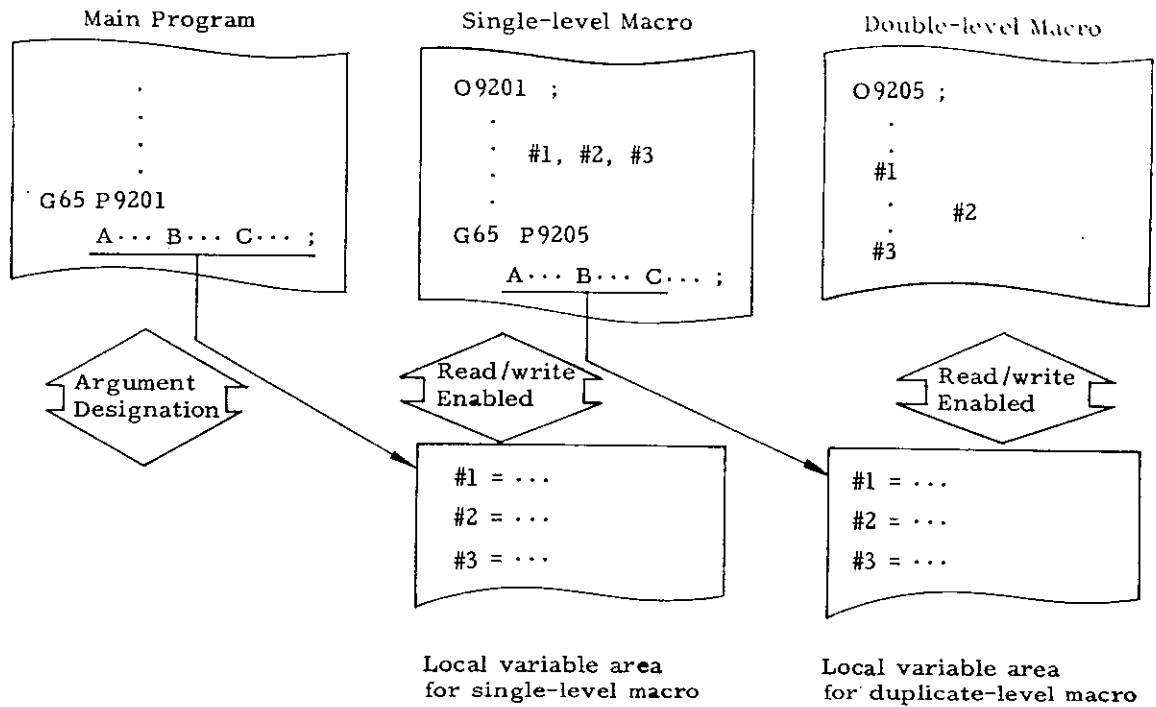 Main Program
Single-level Macro
Double-level Macro
G65 P9201
A··· B··· C··· ;
O9201 ;
#1, #2, #3
G65 P9205
A··· B··· C··· ;
O9205 ;
#1
#2
#3
Argument
Designation
Read/write
Enabled
Read/write
Enabled
#1 = ···
#2 = ···
#3 = ···
#1 = ···
#2 = ···
#3 = ···
Local variable area
for single-level macro
Local variable area
for duplicate-level macro